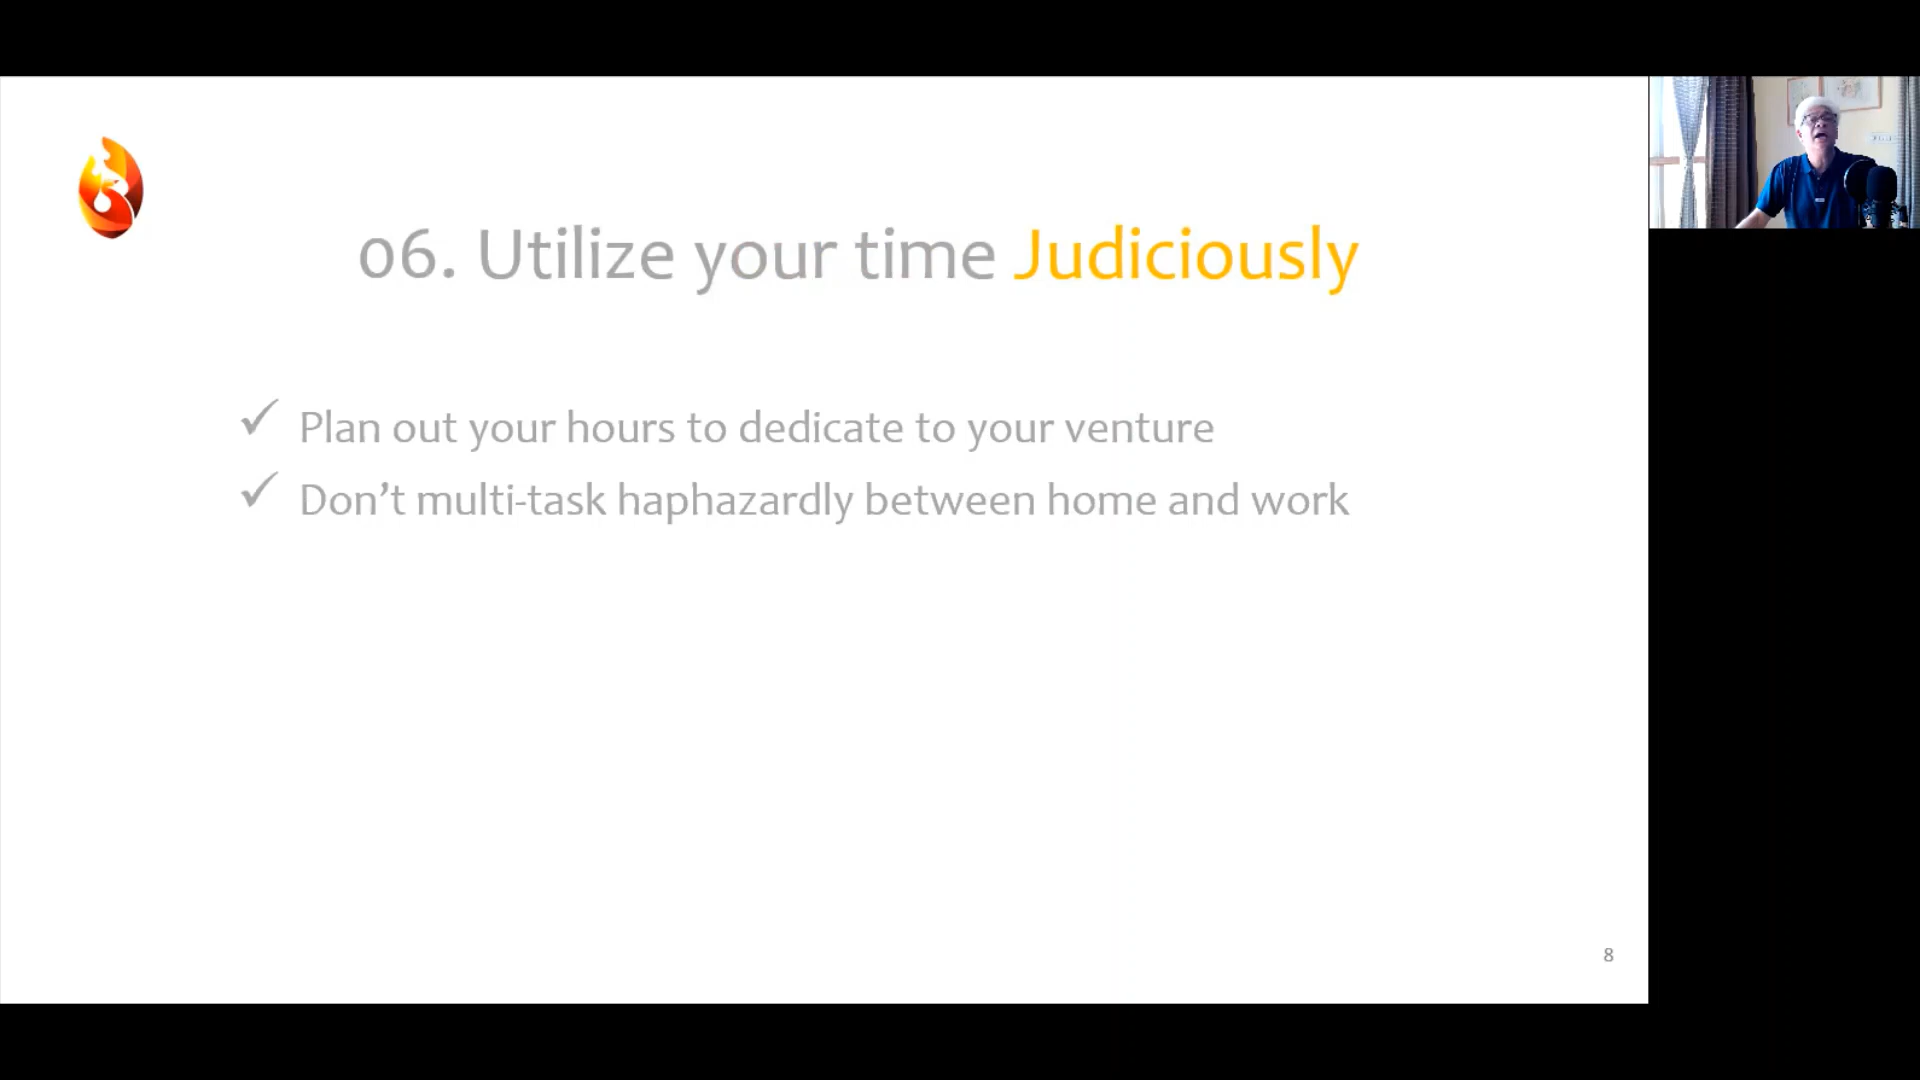 06. Utilize your time Judiciously
✓ Plan out your hours to dedicate to your venture
✓ Don’t multi-task haphazardly between home and work
8